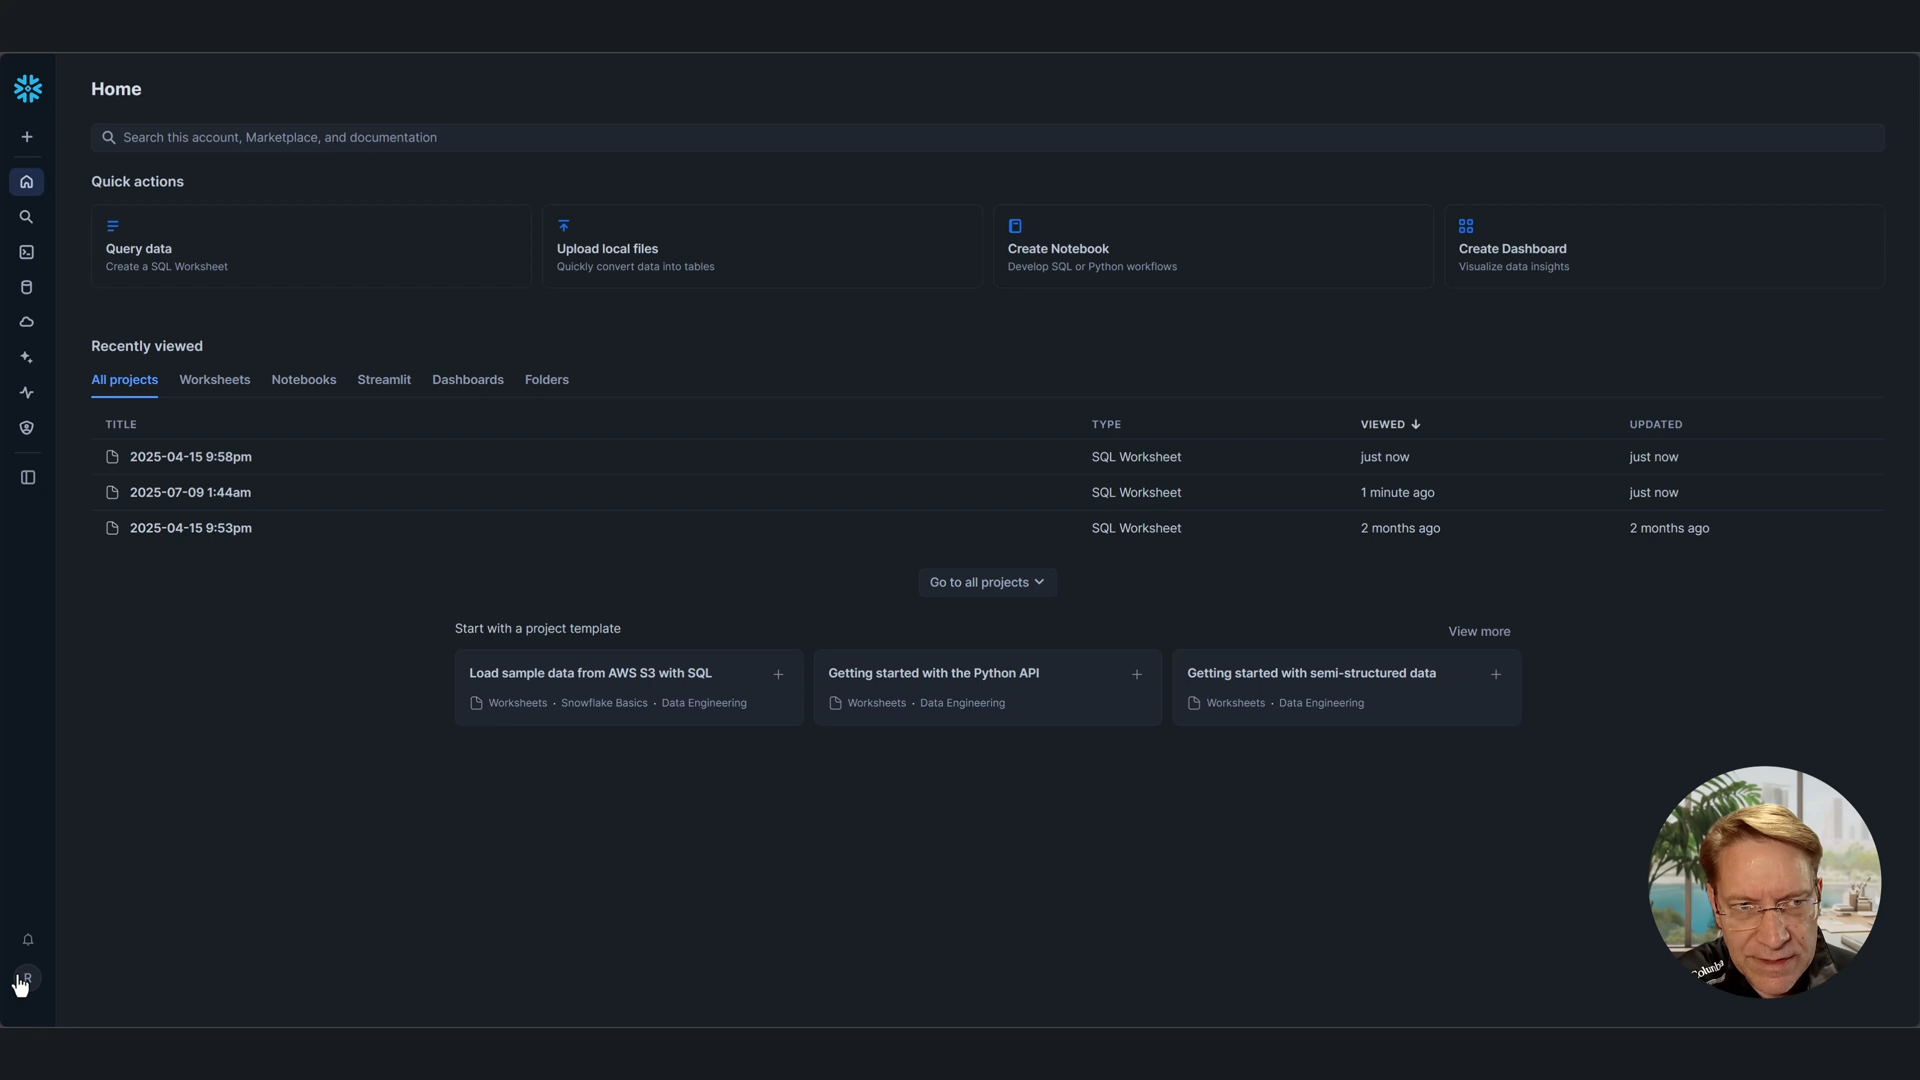 Home
Search this account, Marketplace, and documentation
Quick actions
Query data
Create a SQL Worksheet
Upload local files
Quickly convert data into tables
Create Notebook
Develop SQL or Python workflows
Create Dashboard
Visualize data insights
Recently viewed
All projects Worksheets Notebooks Streamlit Dashboards Folders
TITLE TYPE VIEWED UPDATED
2025-04-15 9:58pm SQL Worksheet just now just now
2025-07-09 1:44am SQL Worksheet 1 minute ago just now
2025-04-15 9:53pm SQL Worksheet 2 months ago 2 months ago
Go to all projects
Start with a project template View more
Load sample data from AWS S3 with SQL
Worksheets · Snowflake Basics · Data Engineering
Getting started with the Python API
Worksheets · Data Engineering
Getting started with semi-structured data
Worksheets · Data Engineering
R
Columbia